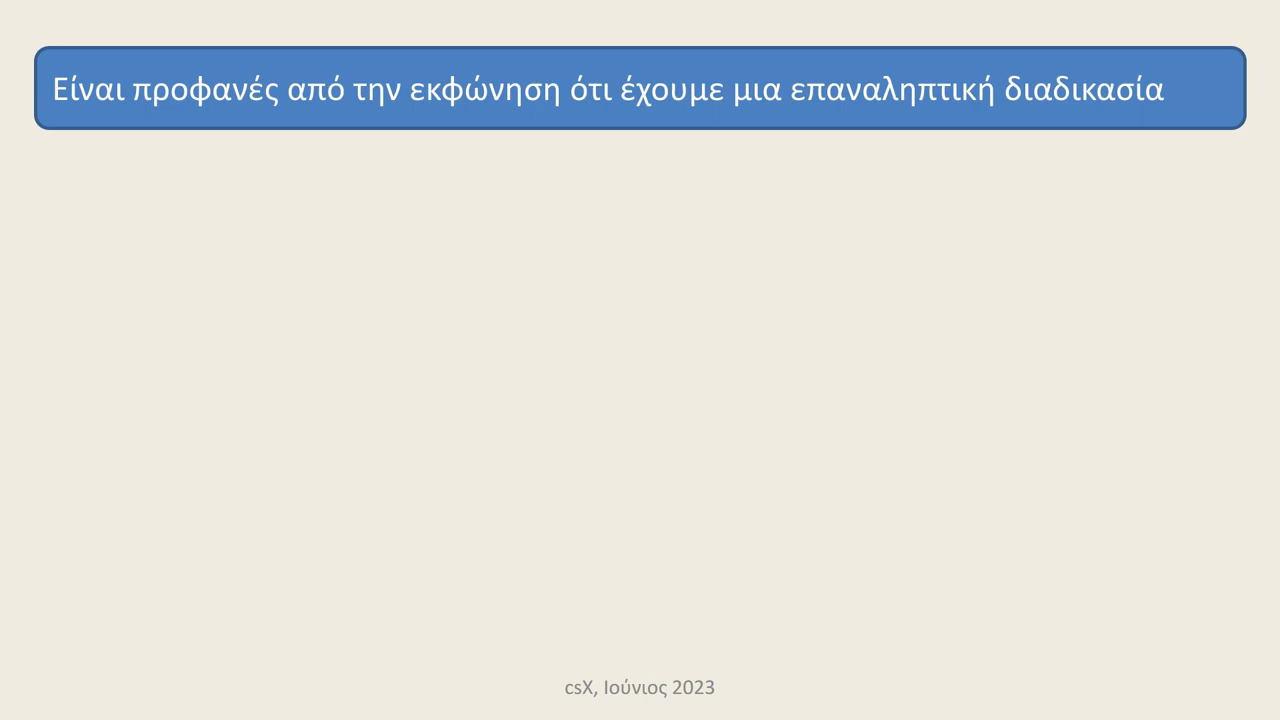 Είναι προφανές από την εκφώνηση ότι έχουμε μια επαναληπτική διαδικασία
csX, Ιούνιος 2023